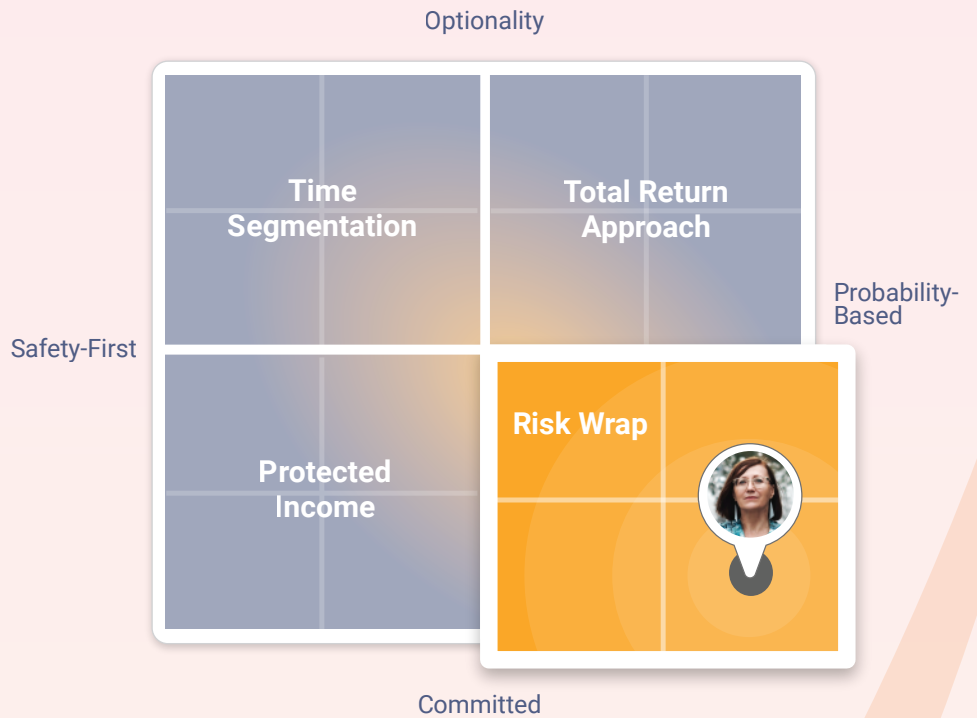 Optionality
Time
Segmentation
Total Return
Approach
Probability-
Based
Safety-First
Risk Wrap
Protected
Income
Committed